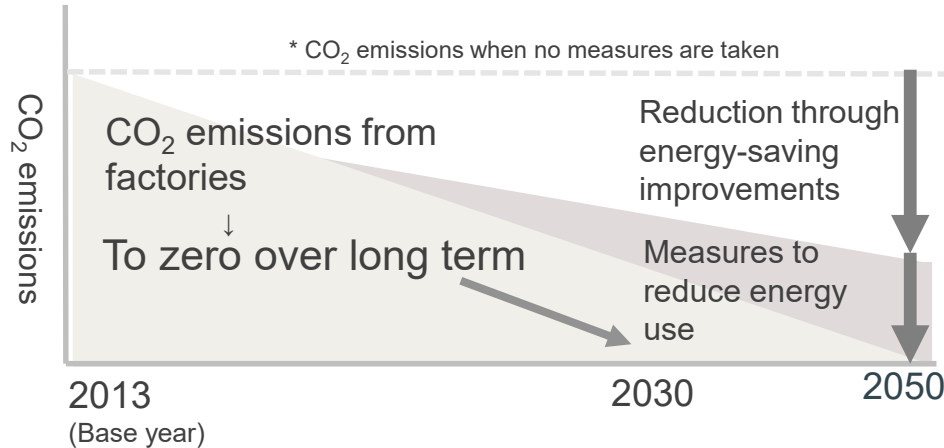 * CO₂ emissions when no measures are taken
CO₂ emissions
CO₂ emissions from
factories
↓
To zero over long term
Reduction through
energy-saving
improvements
Measures to
reduce energy
use
2013
(Base year)
2030
2050